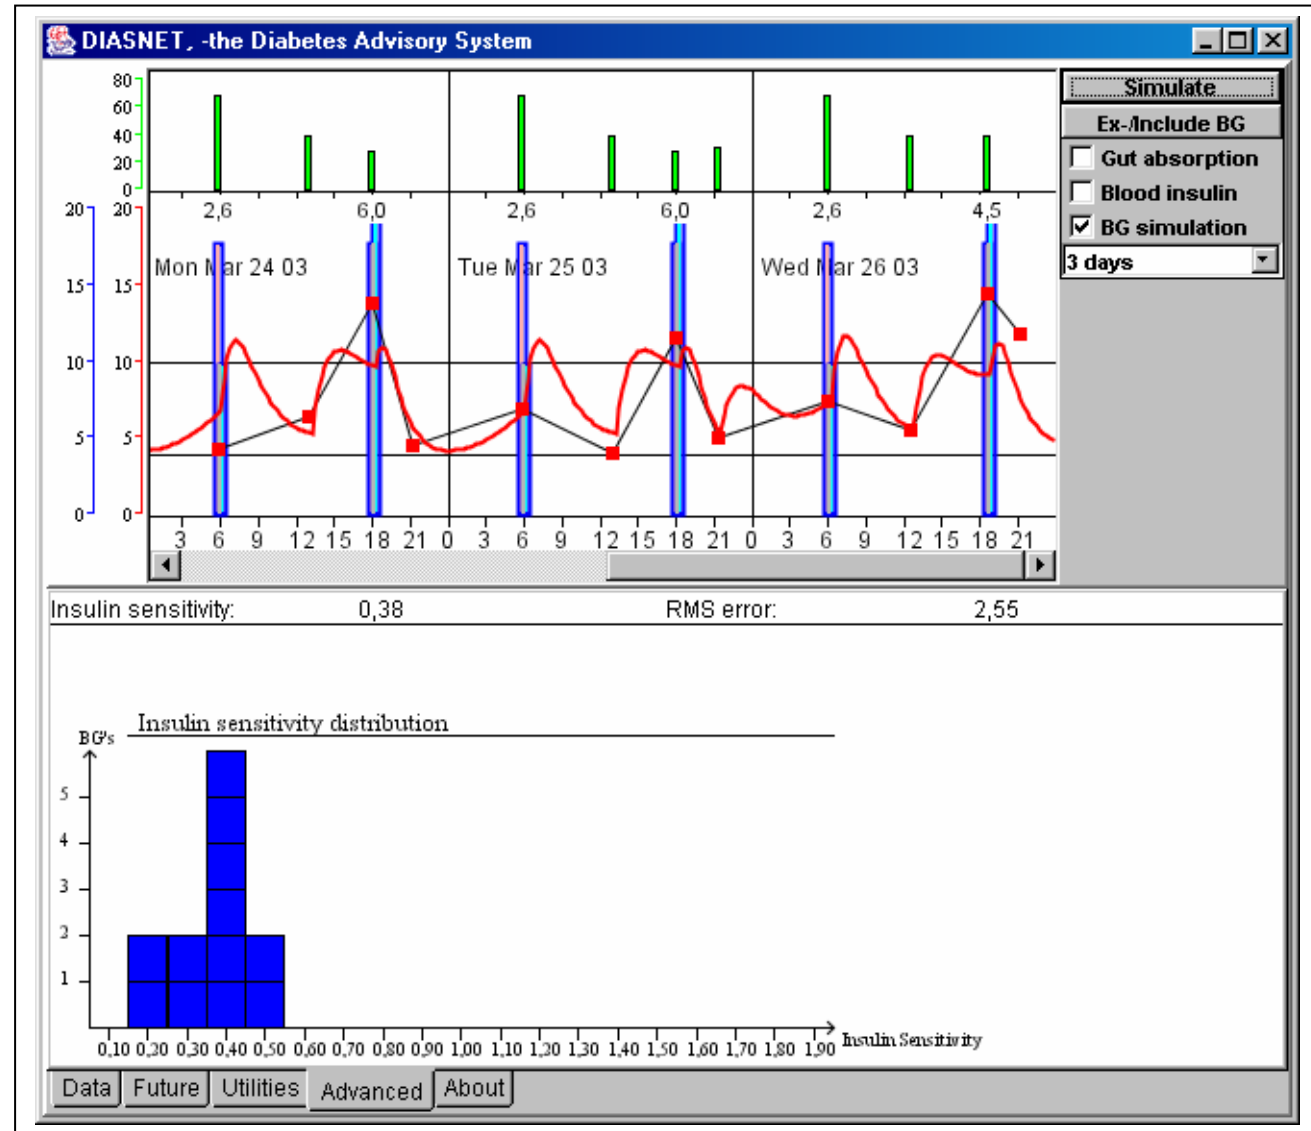 DIASNET, -the Diabetes Advisory System
80
60
40
20
0
Simulate
Ex-/Include BG
Gut absorption
Blood insulin
BG simulation
3 days
2,6 6,0 2,6 6,0 2,6 4,5
20 20
15 15
10 10
5 5
0 0
Mon Mar 24 03 Tue Mar 25 03 Wed Mar 26 03
3 6 9 12 15 18 21 0 3 6 9 12 15 18 21 0 3 6 9 12 15 18 21
Insulin sensitivity: 0,38 RMS error: 2,55
Insulin sensitivity distribution
BG's
5
4
3
2
1
0,10 0,20 0,30 0,40 0,50 0,60 0,70 0,80 0,90 1,00 1,10 1,20 1,30 1,40 1,50 1,60 1,70 1,80 1,90
Insulin Sensitivity
Data Future Utilities Advanced About